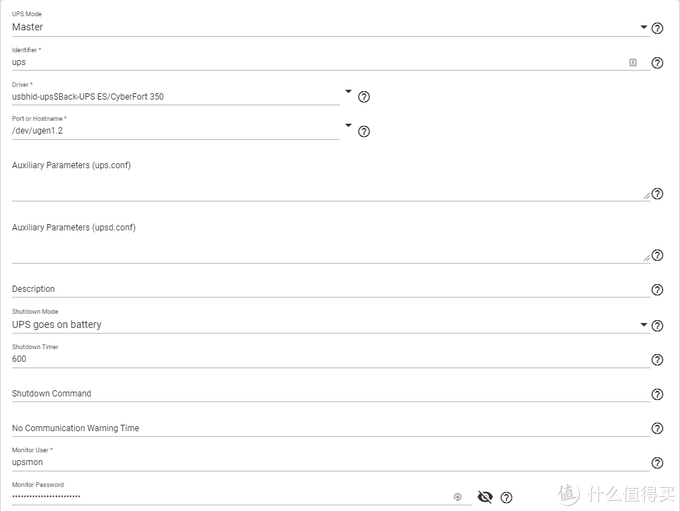 UPS Mode
Master
Identifier *
ups
Driver *
usbhid-ups$Back-UPS ES/CyberFort 350
Port or Hostname *
/dev/ugen1.2
Auxiliary Parameters (ups.conf)
Auxiliary Parameters (upsd.conf)
Description
Shutdown Mode
UPS goes on battery
Shutdown Timer
600
Shutdown Command
No Communication Warning Time
Monitor User *
upsmon
Monitor Password
值 什么值得买